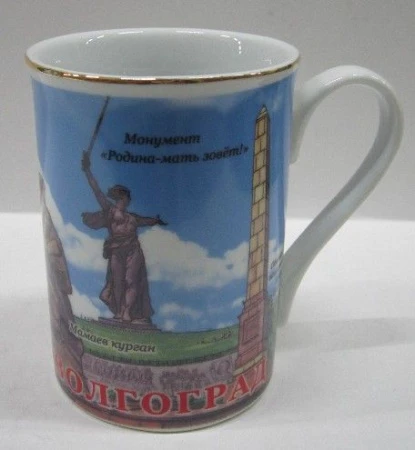 Монумент
«Родина-мать зовёт!»
Мамаев курган
ВОЛГОГРАД